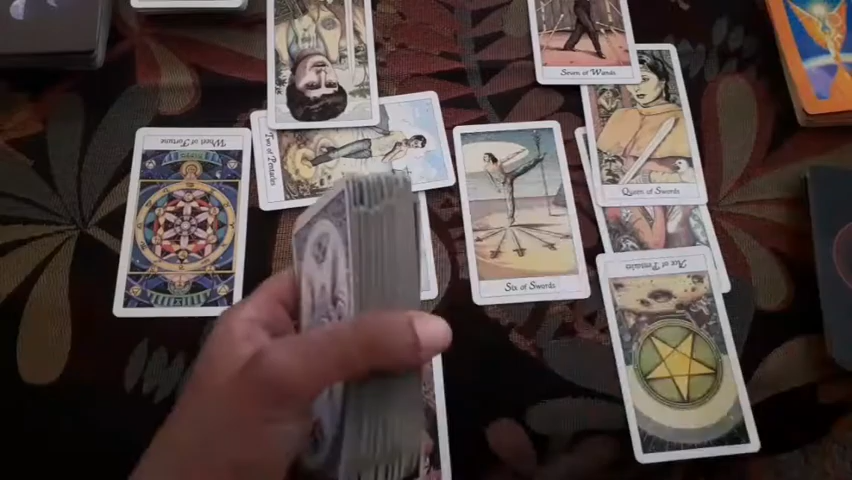 Seven of Wands
Wheel of Fortune
Two of Pentacles
Queen of Swords
Six of Swords
Ace of Pentacles